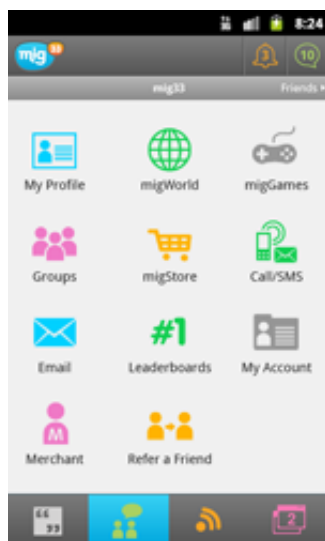 8:24
mig33
3
10
mig33
Friends
My Profile
migWorld
migGames
Groups
migStore
Call/SMS
#1
Email
Leaderboards
My Account
M
Merchant
Refer a Friend
2